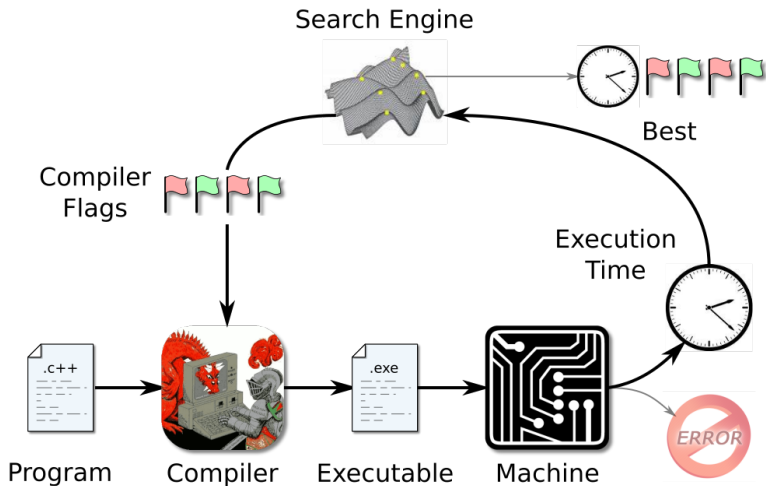 Search Engine
Best
Compiler
Flags
Execution
Time
.c++
.exe
ERROR
Program
Compiler
Executable
Machine